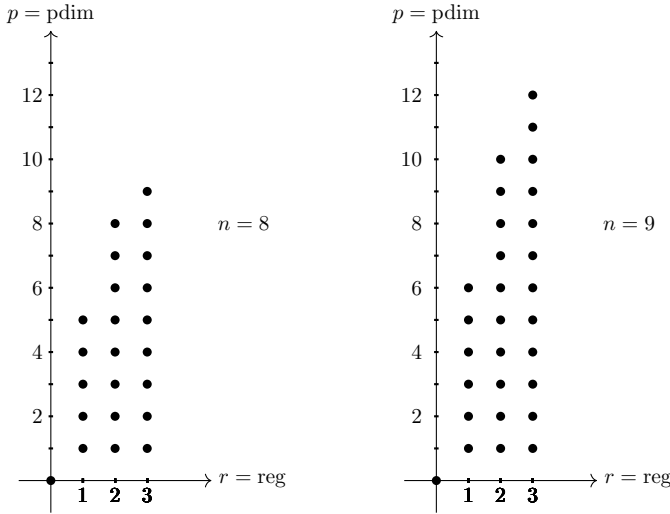 p = pdim
12
10
8
6
4
2
1 2 3
r = reg
n = 8
p = pdim
12
10
8
6
4
2
1 2 3
r = reg
n = 9